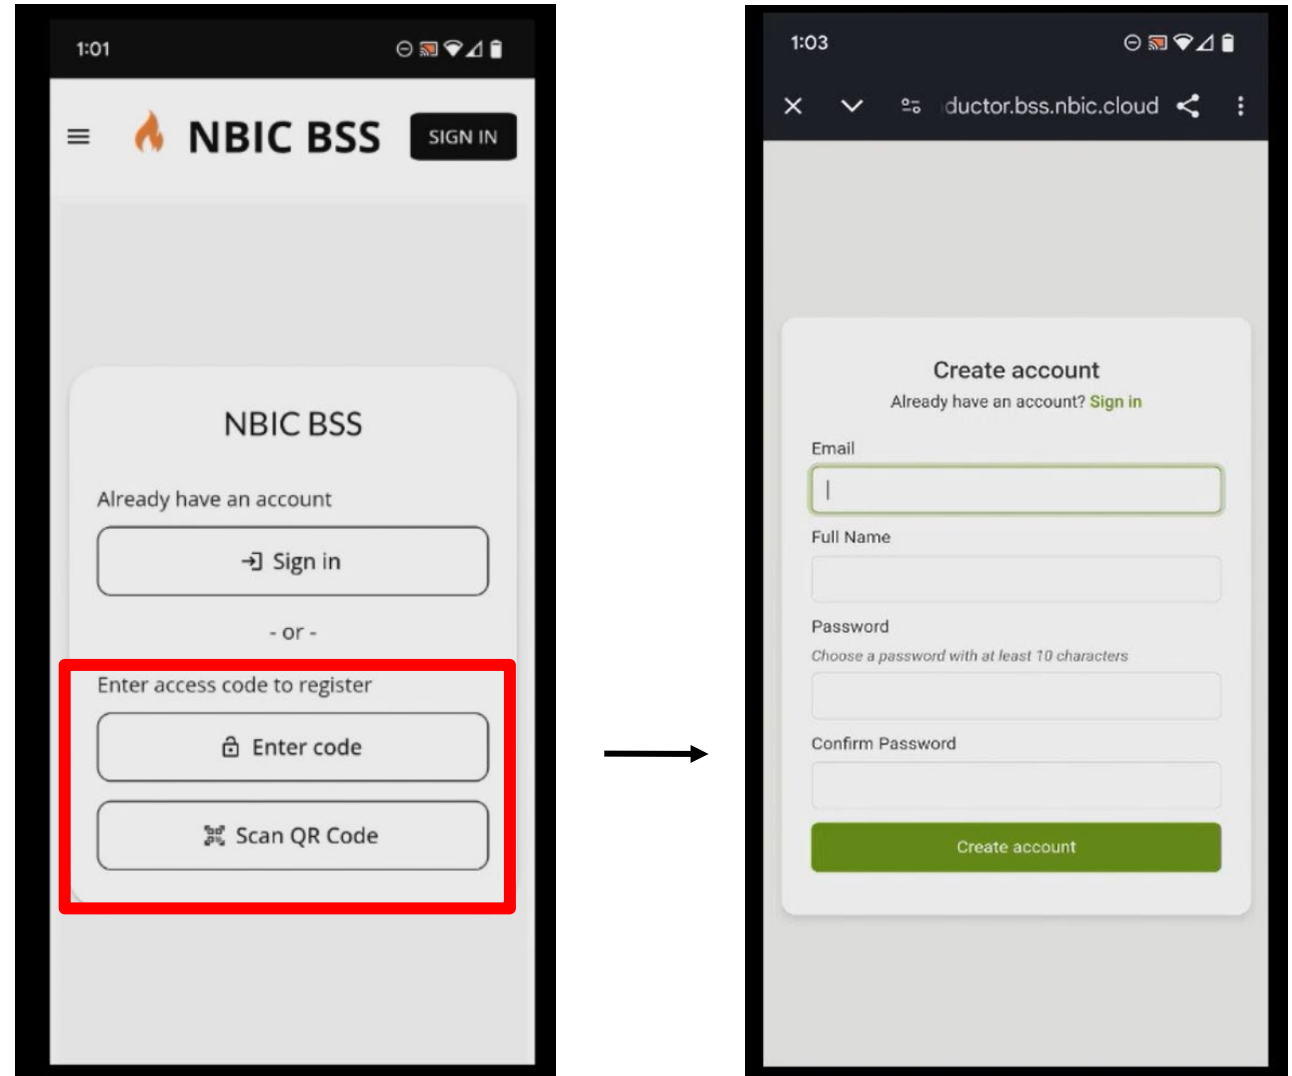 1:01
NBIC BSS
SIGN IN
NBIC BSS
Already have an account
Sign in
- or -
Enter access code to register
Enter code
Scan QR Code
1:03
ductor.bss.nbic.cloud
Create account
Already have an account? Sign in
Email
Full Name
Password
Choose a password with at least 10 characters
Confirm Password
Create account